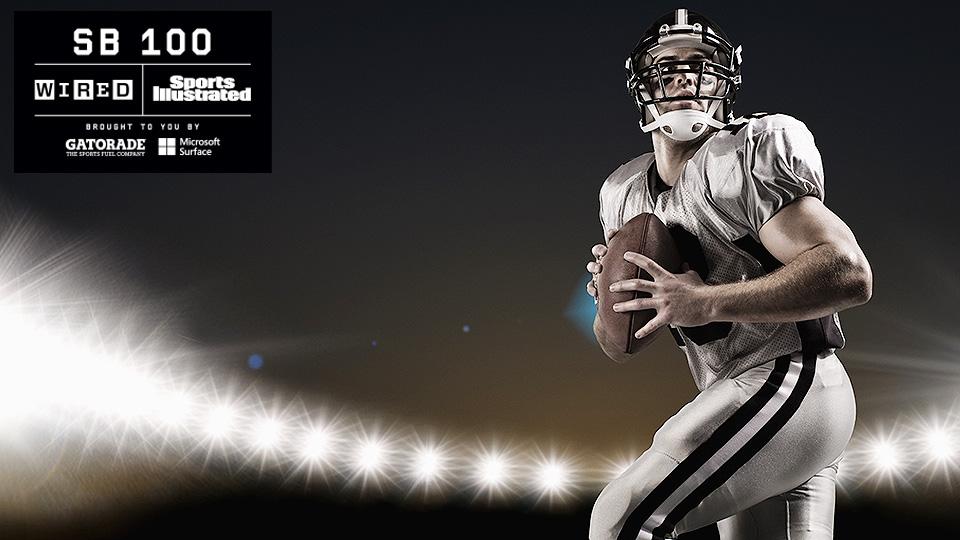 SB 100
WIRED
Sports Illustrated
BROUGHT TO YOU BY
GATORADE
THE SPORTS FUEL COMPANY
Microsoft
Surface